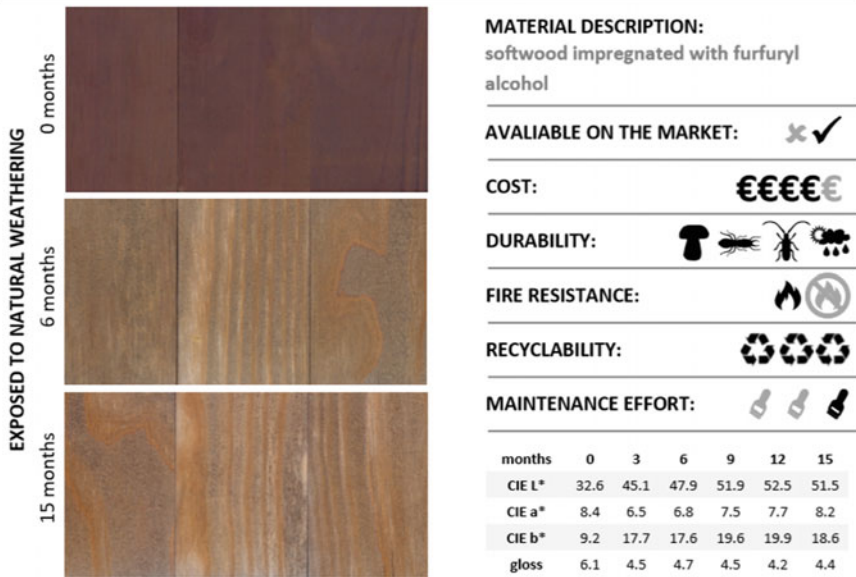 EXPOSED TO NATURAL WEATHERING
0 months
6 months
15 months
MATERIAL DESCRIPTION:
softwood impregnated with furfuryl
alcohol
AVALIABLE ON THE MARKET:
COST: €€€€€
DURABILITY:
FIRE RESISTANCE:
RECYCLABILITY:
MAINTENANCE EFFORT:
months 0 3 6 9 12 15
CIE L* 32.6 45.1 47.9 51.9 52.5 51.5
CIE a* 8.4 6.5 6.8 7.5 7.7 8.2
CIE b* 9.2 17.7 17.6 19.6 19.9 18.6
gloss 6.1 4.5 4.7 4.5 4.2 4.4